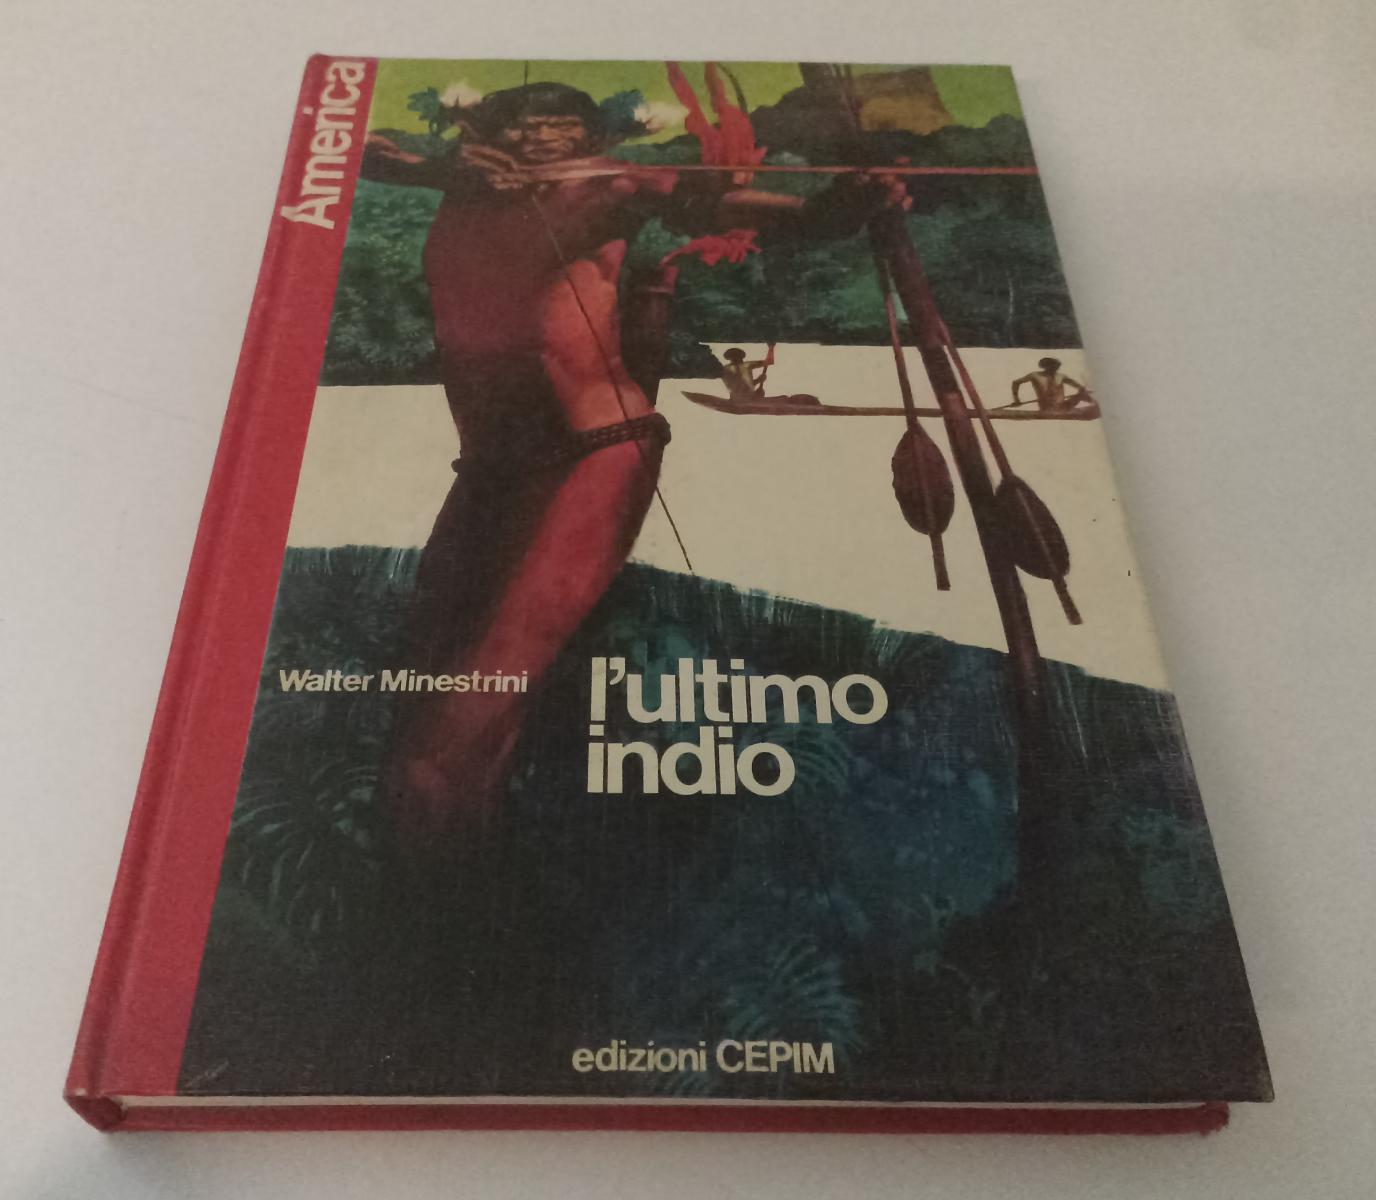 America
Walter Minestrini
l'ultimo
indio
edizioni CEPIM